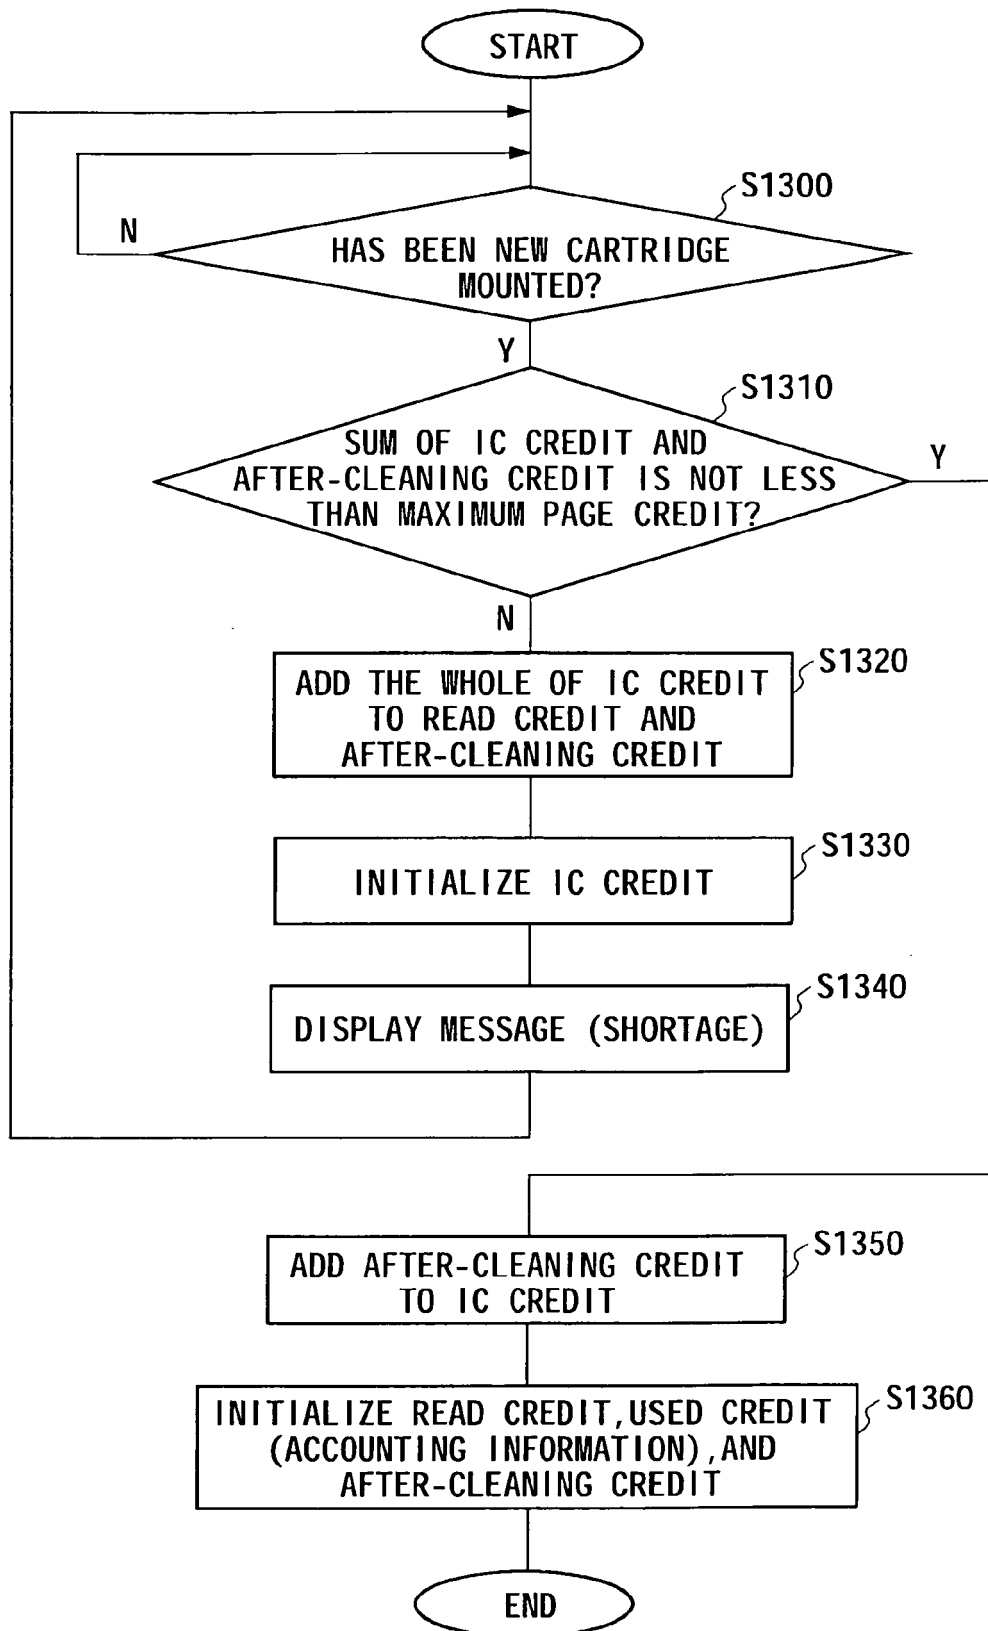 START
S1300
N
HAS BEEN NEW CARTRIDGE
MOUNTED?
Y
S1310
SUM OF IC CREDIT AND
AFTER-CLEANING CREDIT IS NOT LESS
THAN MAXIMUM PAGE CREDIT?
Y
N
S1320
ADD THE WHOLE OF IC CREDIT
TO READ CREDIT AND
AFTER-CLEANING CREDIT
S1330
INITIALIZE IC CREDIT
S1340
DISPLAY MESSAGE (SHORTAGE)
S1350
ADD AFTER-CLEANING CREDIT
TO IC CREDIT
S1360
INITIALIZE READ CREDIT,USED CREDIT
(ACCOUNTING INFORMATION),AND
AFTER-CLEANING CREDIT
END